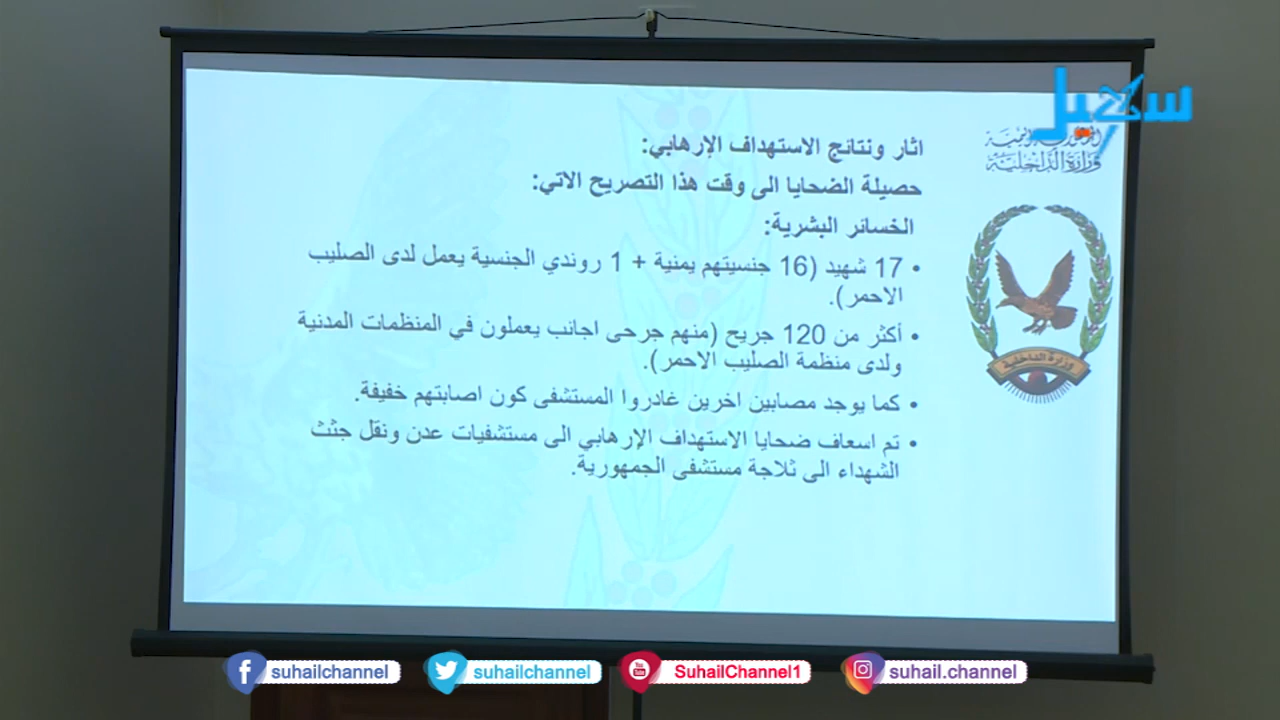 سهيل
وزارة الداخلية
اثار ونتائج الاستهداف الإرهابي:
حصيلة الضحايا الى وقت هذا التصريح الاتي:
الخسائر البشرية:
• 17 شهيد (16 جنسيتهم يمنية + 1 روندي الجنسية يعمل لدى الصليب
الاحمر).
• أكثر من 120 جريح (منهم جرحى اجانب يعملون في المنظمات المدنية
ولدى منظمة الصليب الاحمر).
• كما يوجد مصابين اخرين غادروا المستشفى كون اصابتهم خفيفة.
• تم اسعاف ضحايا الاستهداف الإرهابي الى مستشفيات عدن ونقل جثث
الشهداء الى ثلاجة مستشفى الجمهورية.
وزارة الداخلية
suhailchannel
suhailchannel
SuhailChannel1
suhail.channel